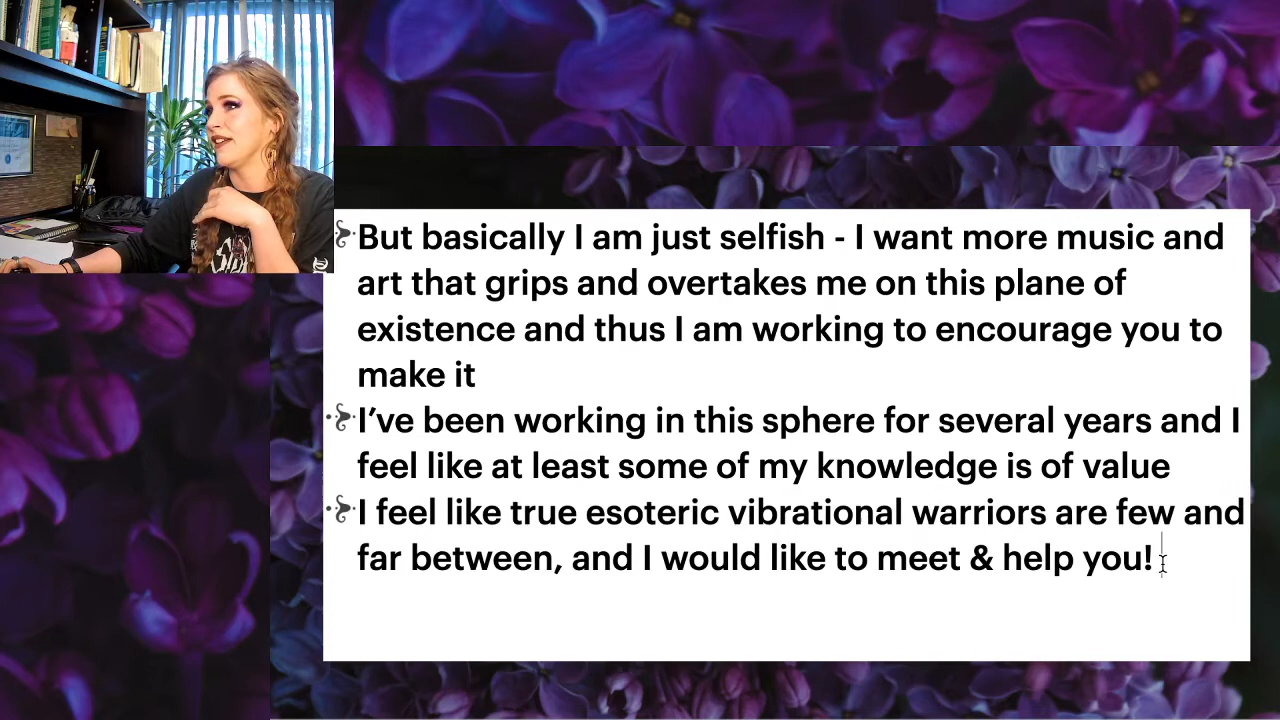 But basically I am just selfish - I want more music and
art that grips and overtakes me on this plane of
existence and thus I am working to encourage you to
make it
I’ve been working in this sphere for several years and I
feel like at least some of my knowledge is of value
I feel like true esoteric vibrational warriors are few and
far between, and I would like to meet & help you!